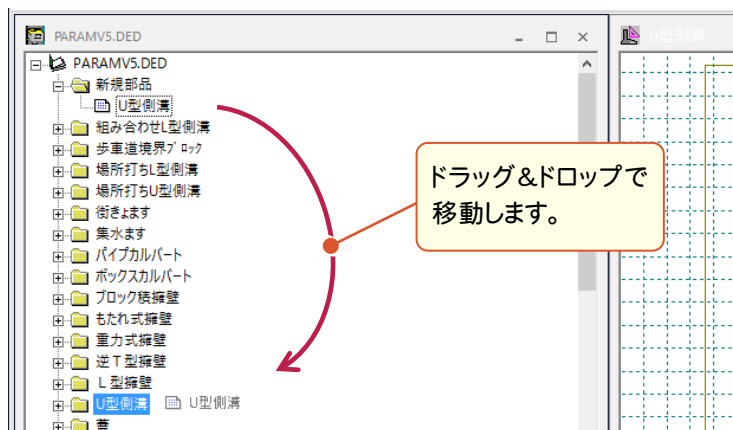 PARAMV5.DED
U型側溝
PARAMV5.DED
新規部品
U型側溝
組み合わせL型側溝
歩車道境界ブロック
場所打ちL型側溝
場所打ちU型側溝
街きょます
集水ます
パイプカルバート
ボックスカルバート
ブロック積擁壁
もたれ式擁壁
重力式擁壁
逆T型擁壁
L型擁壁
U型側溝 U型側溝
蓋
ドラッグ&ドロップで
移動します。